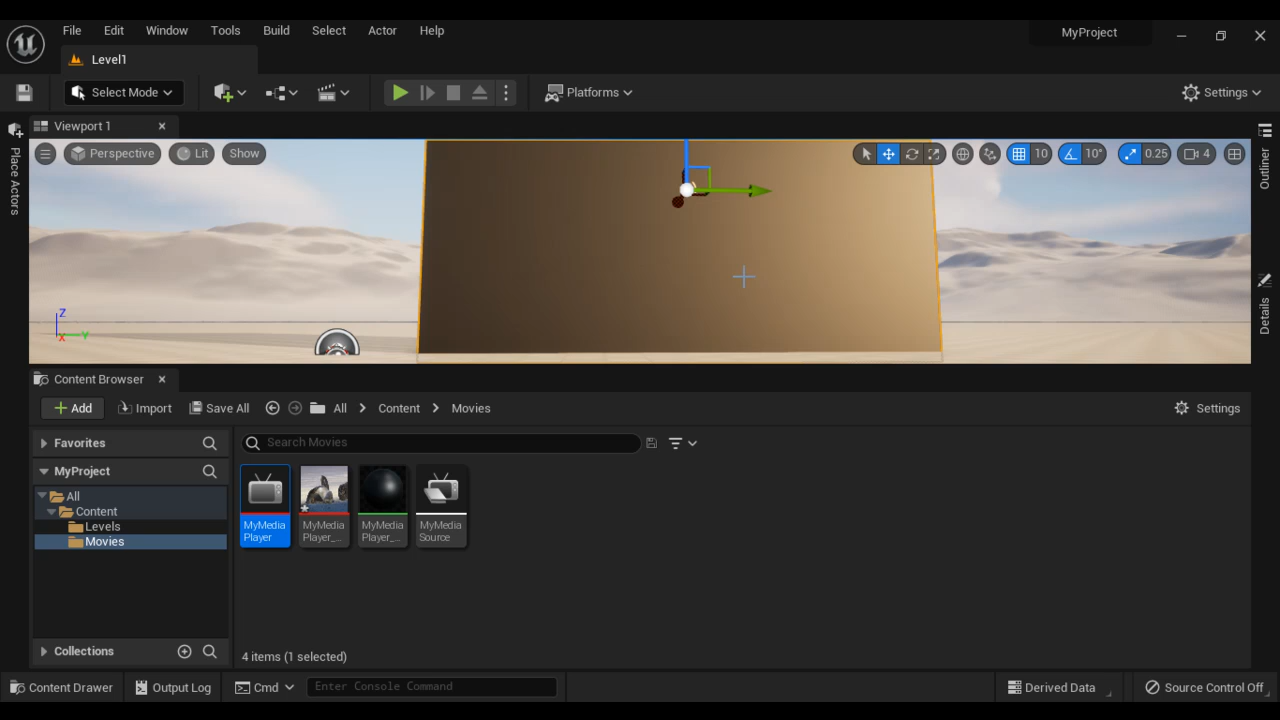 File Edit Window Tools Build Select Actor Help
MyProject
Level1
Select Mode
Platforms
Settings
Viewport 1
Place Actors
Perspective Lit Show
10 10° 0.25 4
Outliner
Details
Z
X Y
Content Browser
Add Import Save All All Content Movies Settings
Favorites
Search Movies
MyProject
All
Content
Levels
Movies
MyMedia
Player
MyMedia
Player_...
MyMedia
Player_...
MyMedia
Source
Collections
4 items (1 selected)
Content Drawer Output Log Cmd Enter Console Command Derived Data Source Control Off